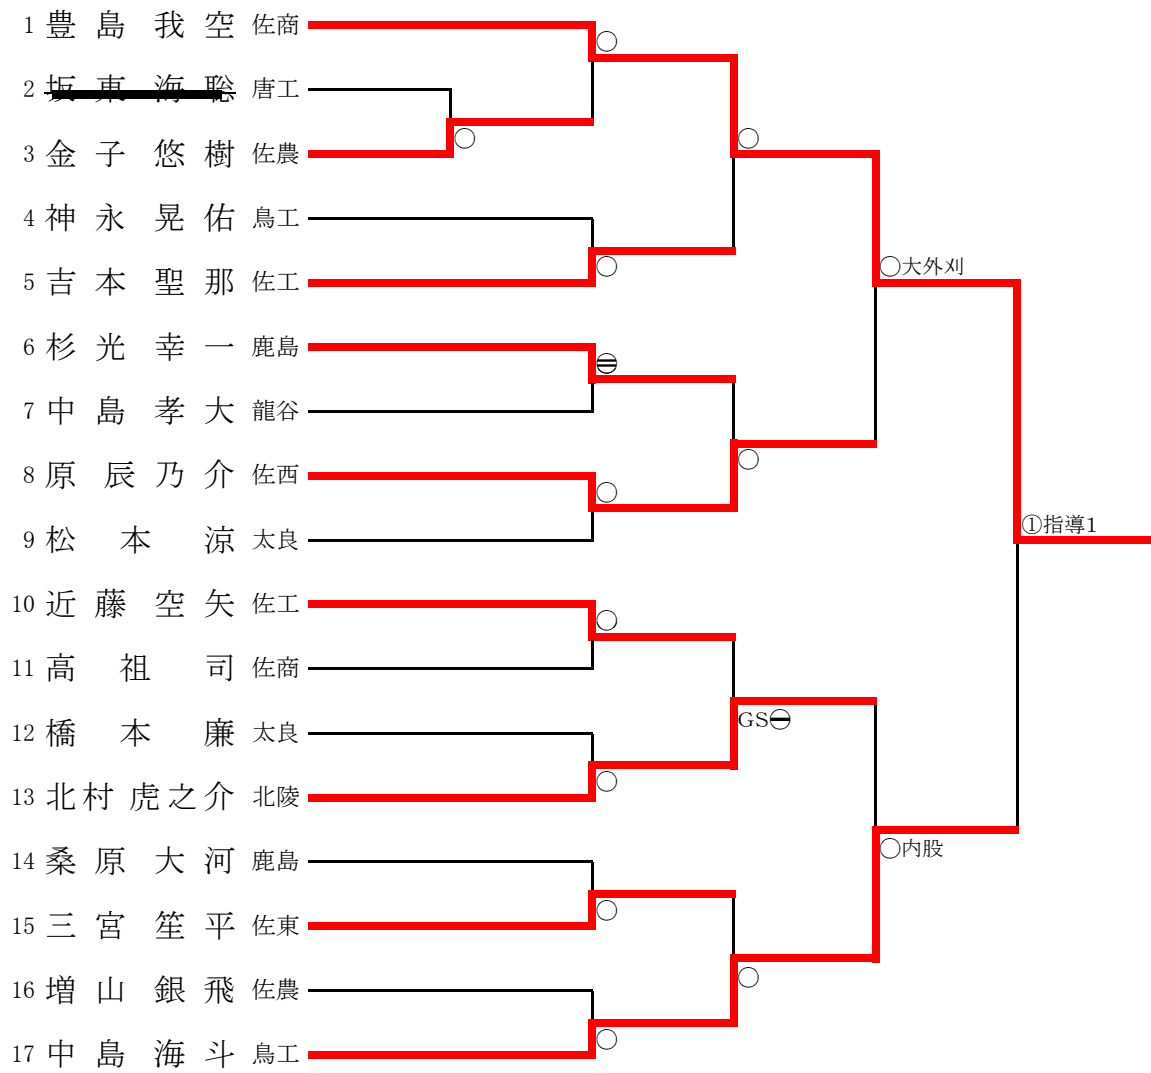 1 豊島 我空 佐商
○
2 坂東 海聡 唐工
○
○
3 金子 悠樹 佐農
4 神永 晃佑 鳥工
○
○大外刈
5 吉本 聖那 佐工
6 杉光 幸一 鹿島
7 中島 孝大 龍谷
○
8 原 辰乃介 佐西
○
①指導1
9 松本 涼 太良
10 近藤 空矢 佐工
○
11 高祖 司 佐商
GS
12 橋本 廉 太良
○
13 北村 虎之介 北陵
○内股
14 桑原 大河 鹿島
○
15 三宮 笙平 佐東
○
16 増山 銀飛 佐農
○
17 中島 海斗 鳥工